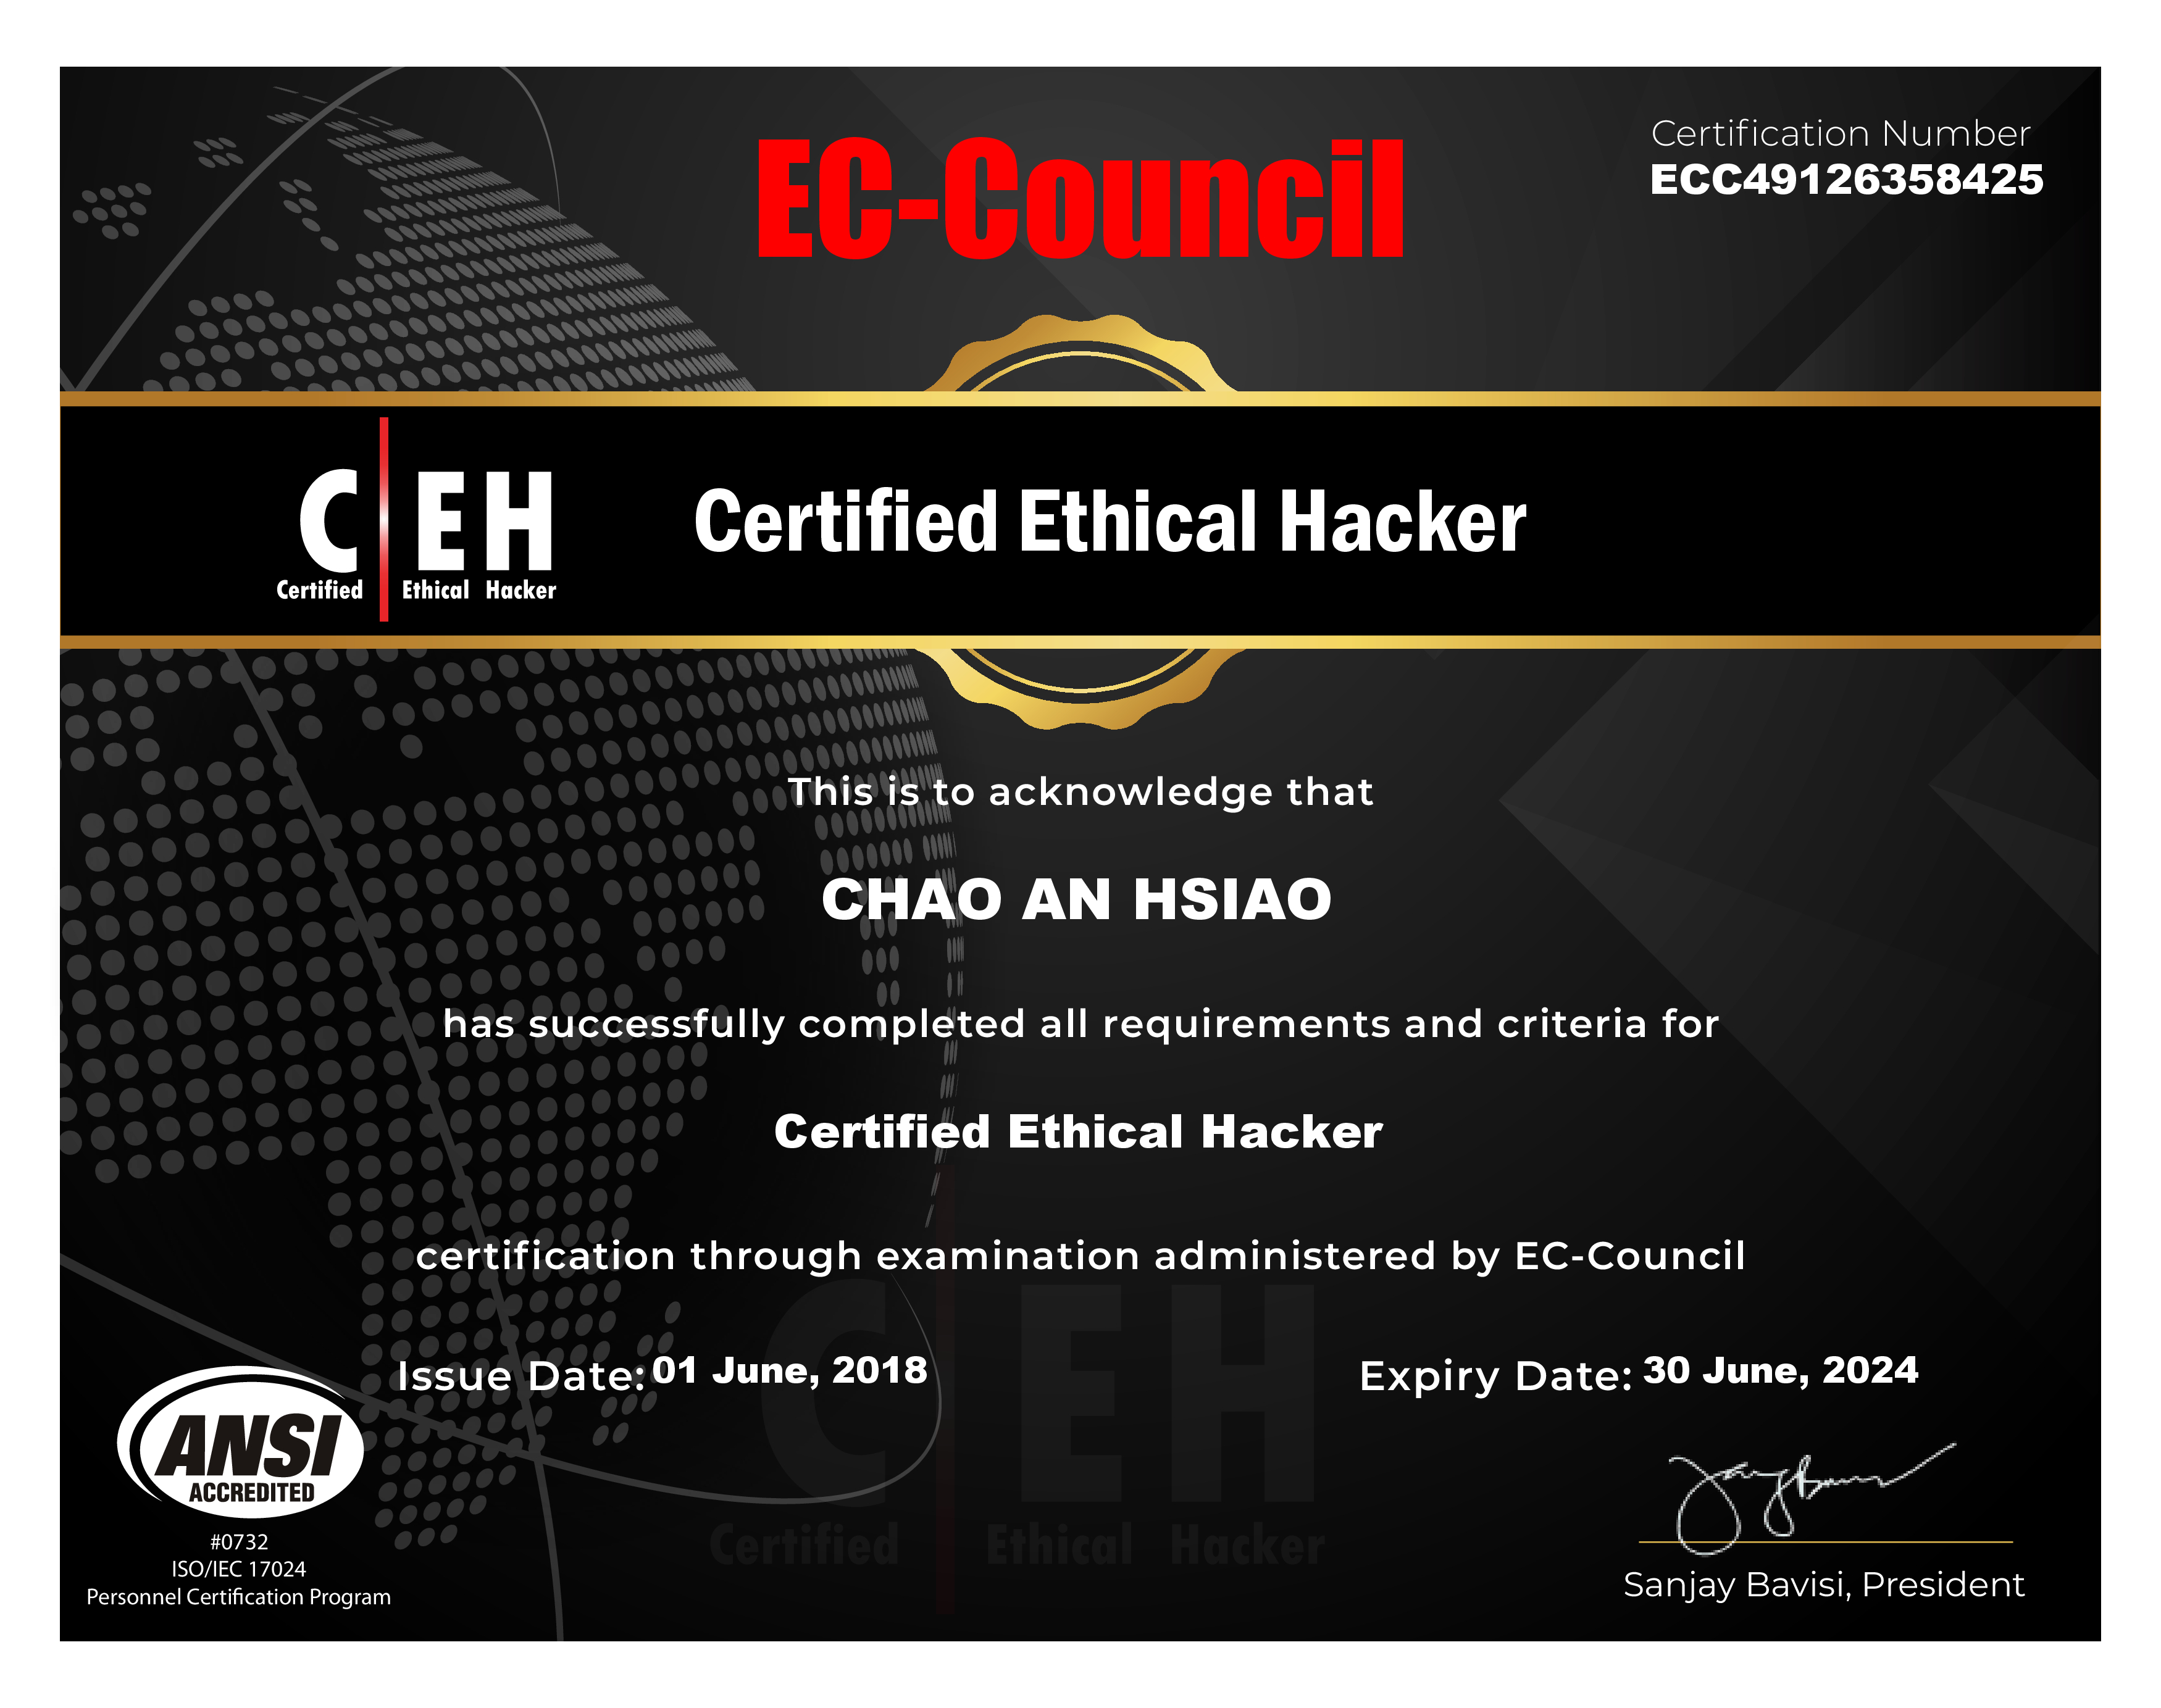 EC-Council
Certification Number
ECC49126358425
C EH
Certified Ethical Hacker
Certified Ethical Hacker
This is to acknowledge that
CHAO AN HSIAO
has successfully completed all requirements and criteria for
Certified Ethical Hacker
certification through examination administered by EC-Council
Issue Date: 01 June, 2018
Expiry Date: 30 June, 2024
C EH
Certified Ethical Hacker
ANSI
ACCREDITED
#0732
ISO/IEC 17024
Personnel Certification Program
Sanjay Bavisi, President